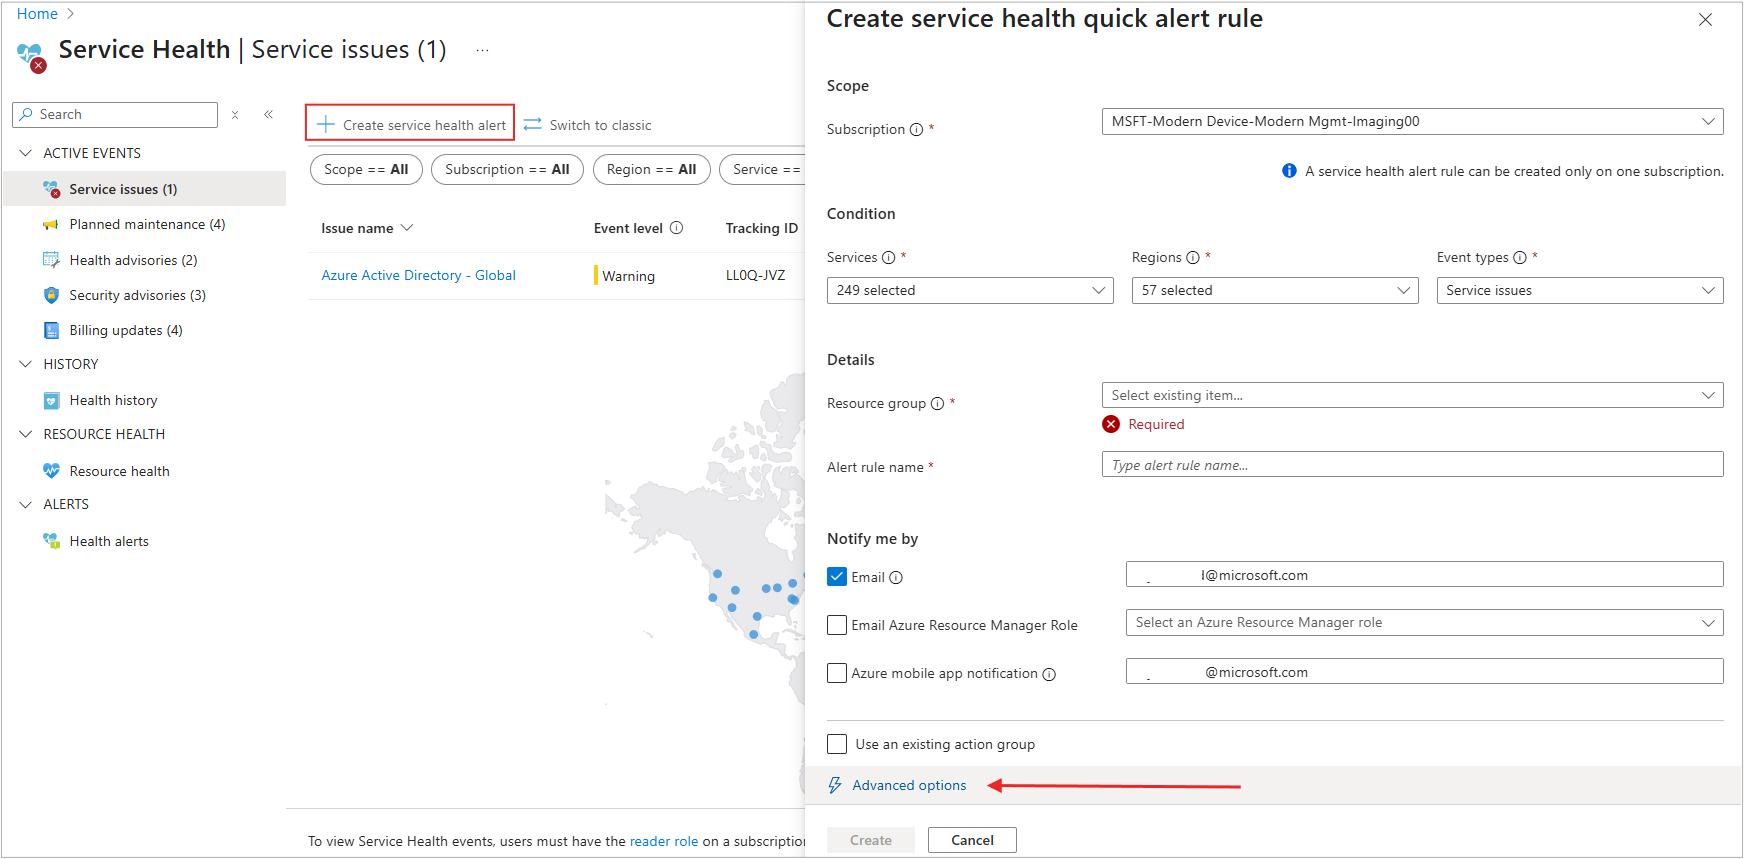 Home
Service Health | Service issues (1) ...
Search
ACTIVE EVENTS
Service issues (1)
Planned maintenance (4)
Health advisories (2)
Security advisories (3)
Billing updates (4)
HISTORY
Health history
RESOURCE HEALTH
Resource health
ALERTS
Health alerts
Create service health alert
Switch to classic
Scope == All
Subscription == All
Region == All
Service ==
Issue name
Event level
Tracking ID
Azure Active Directory - Global
Warning
LL0Q-JVZ
To view Service Health events, users must have the reader role on a subscription
Create service health quick alert rule
Scope
Subscription *
MSFT-Modern Device-Modern Mgmt-Imaging00
A service health alert rule can be created only on one subscription.
Condition
Services *
Regions *
Event types *
249 selected
57 selected
Service issues
Details
Resource group *
Select existing item...
Required
Alert rule name *
Type alert rule name...
Notify me by
Email
@microsoft.com
Email Azure Resource Manager Role
Select an Azure Resource Manager role
Azure mobile app notification
@microsoft.com
Use an existing action group
Advanced options
Create
Cancel